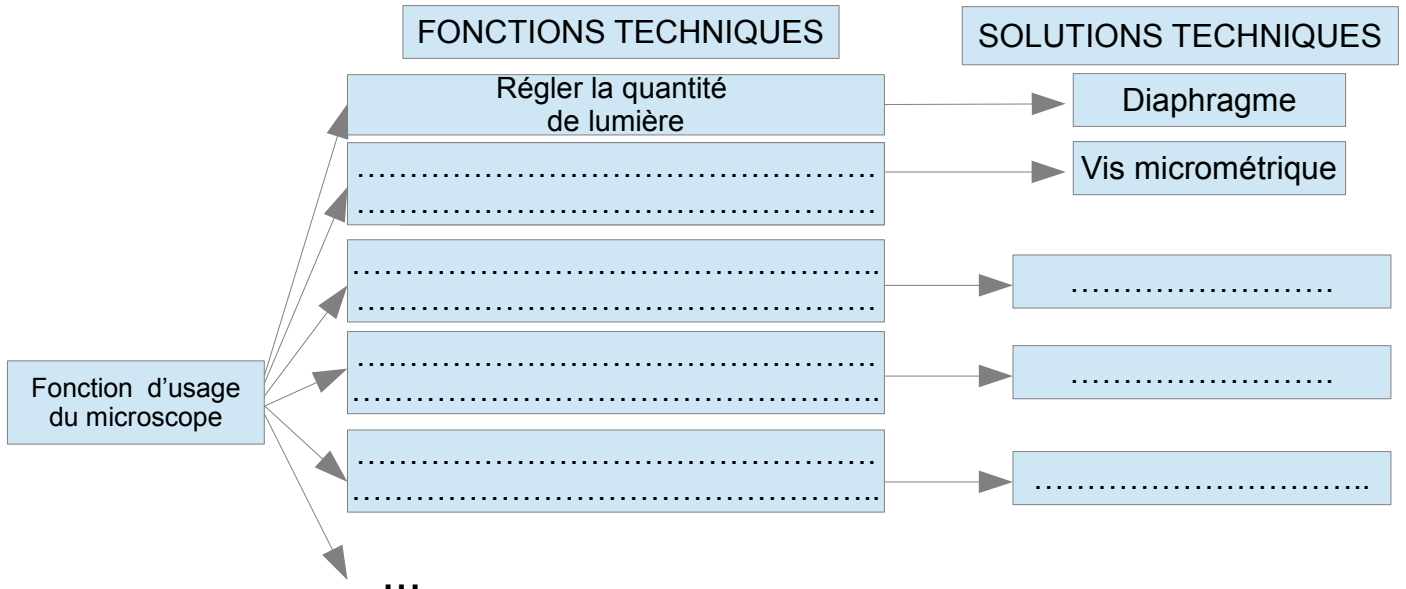 FONCTIONS TECHNIQUES
SOLUTIONS TECHNIQUES
Régler la quantité
de lumière
Diaphragme
……………………………………………
……………………………………………
Vis micrométrique
……………………………………………..
……………………………………………
…………………….
……………………………………………
……………………………………………..
…………………….
……………………………………………
……………………………………………..
…………………………..
Fonction d’usage
du microscope
…